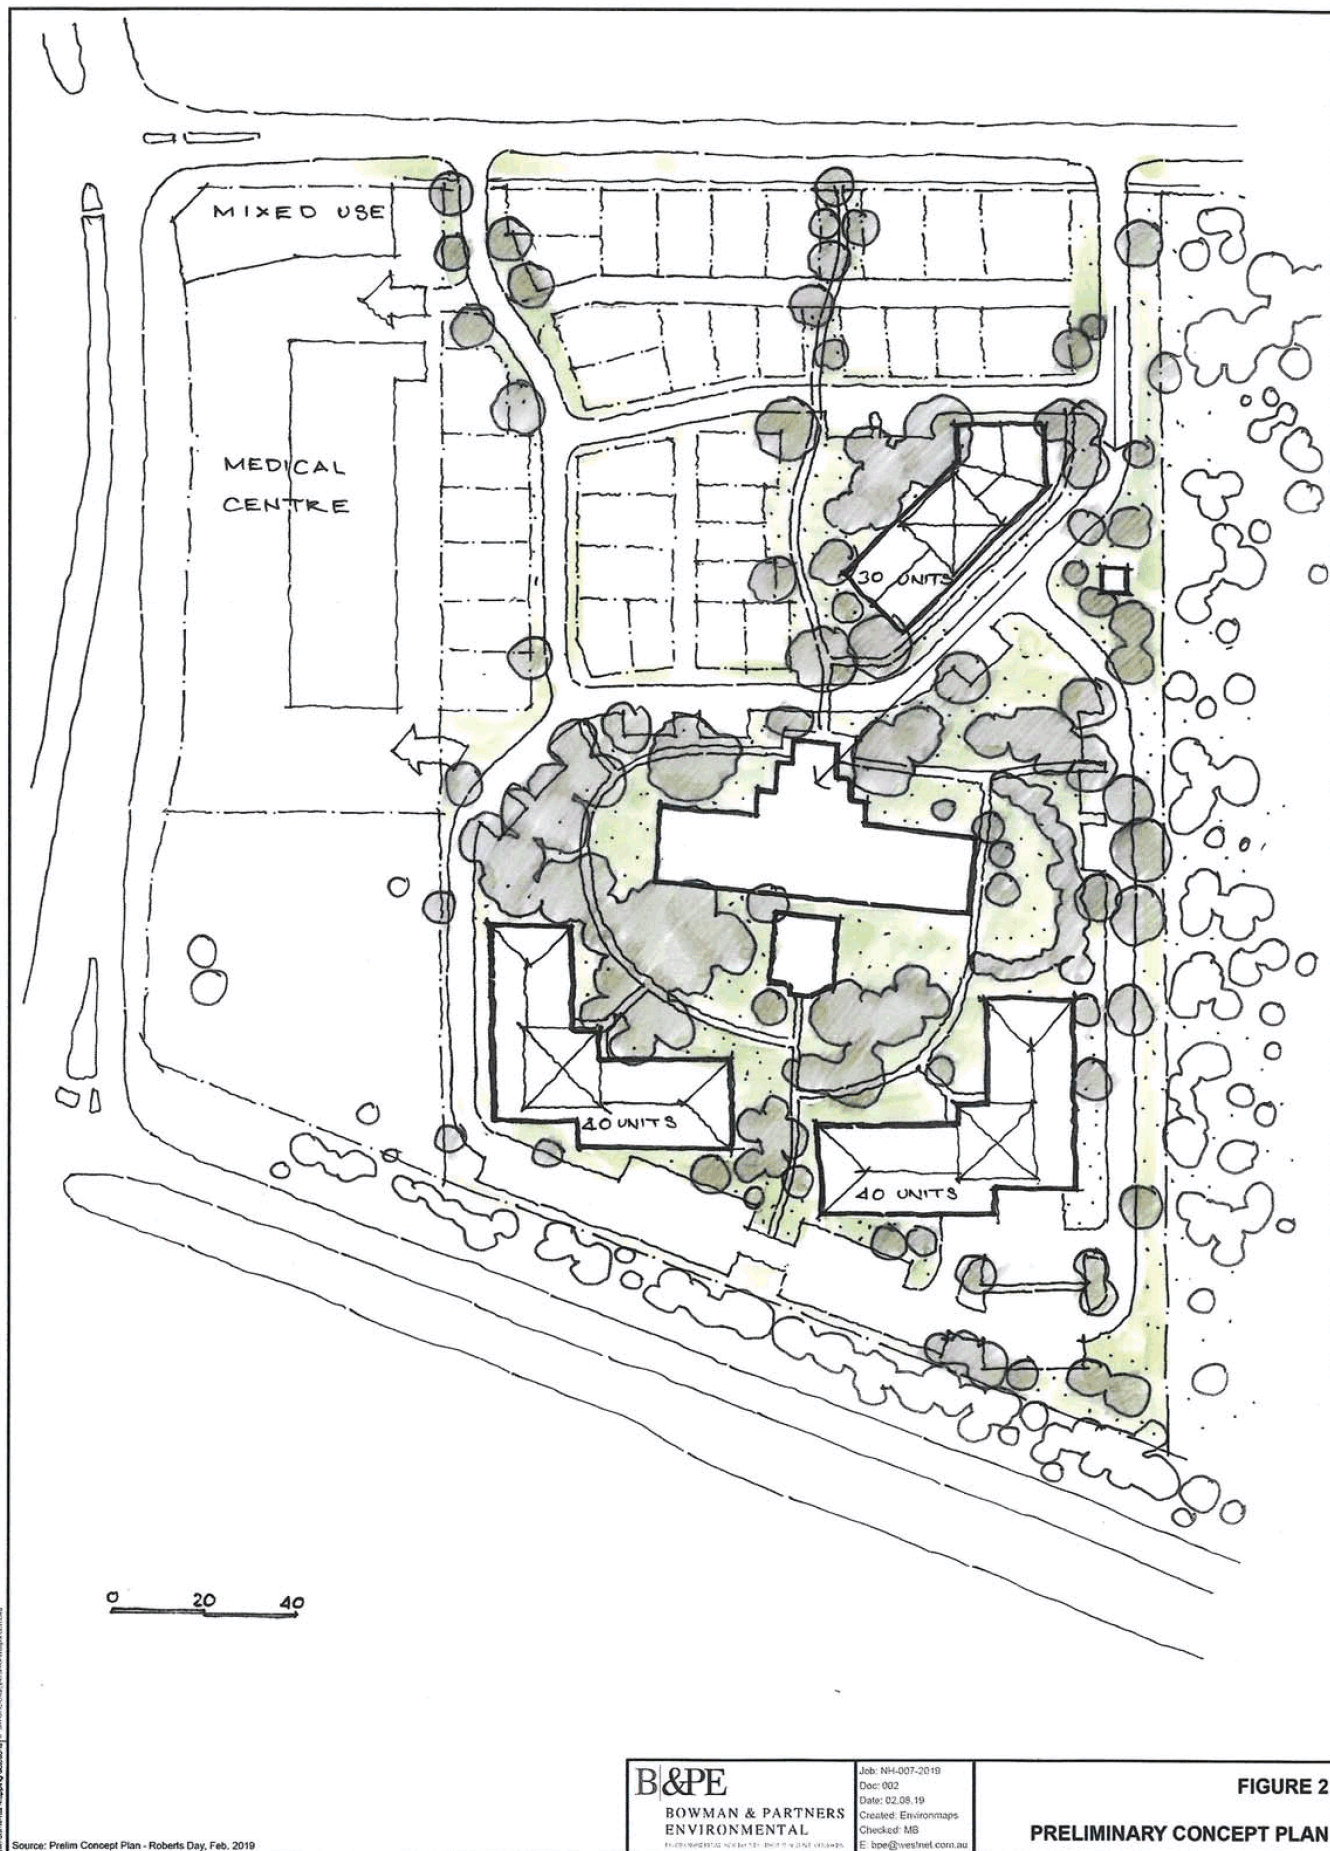 MIXED USE
MEDICAL
CENTRE
30 UNITS
40 UNITS
40 UNITS
0 20 40
B&PE
BOWMAN & PARTNERS
ENVIRONMENTAL
Job: NH-007-2019
Doc: 002
Date: 02.08.19
Created: Environmaps
Checked: MB
E: bpe@westnet.com.au
FIGURE 2
PRELIMINARY CONCEPT PLAN
Source: Prelim Concept Plan - Roberts Day, Feb. 2019